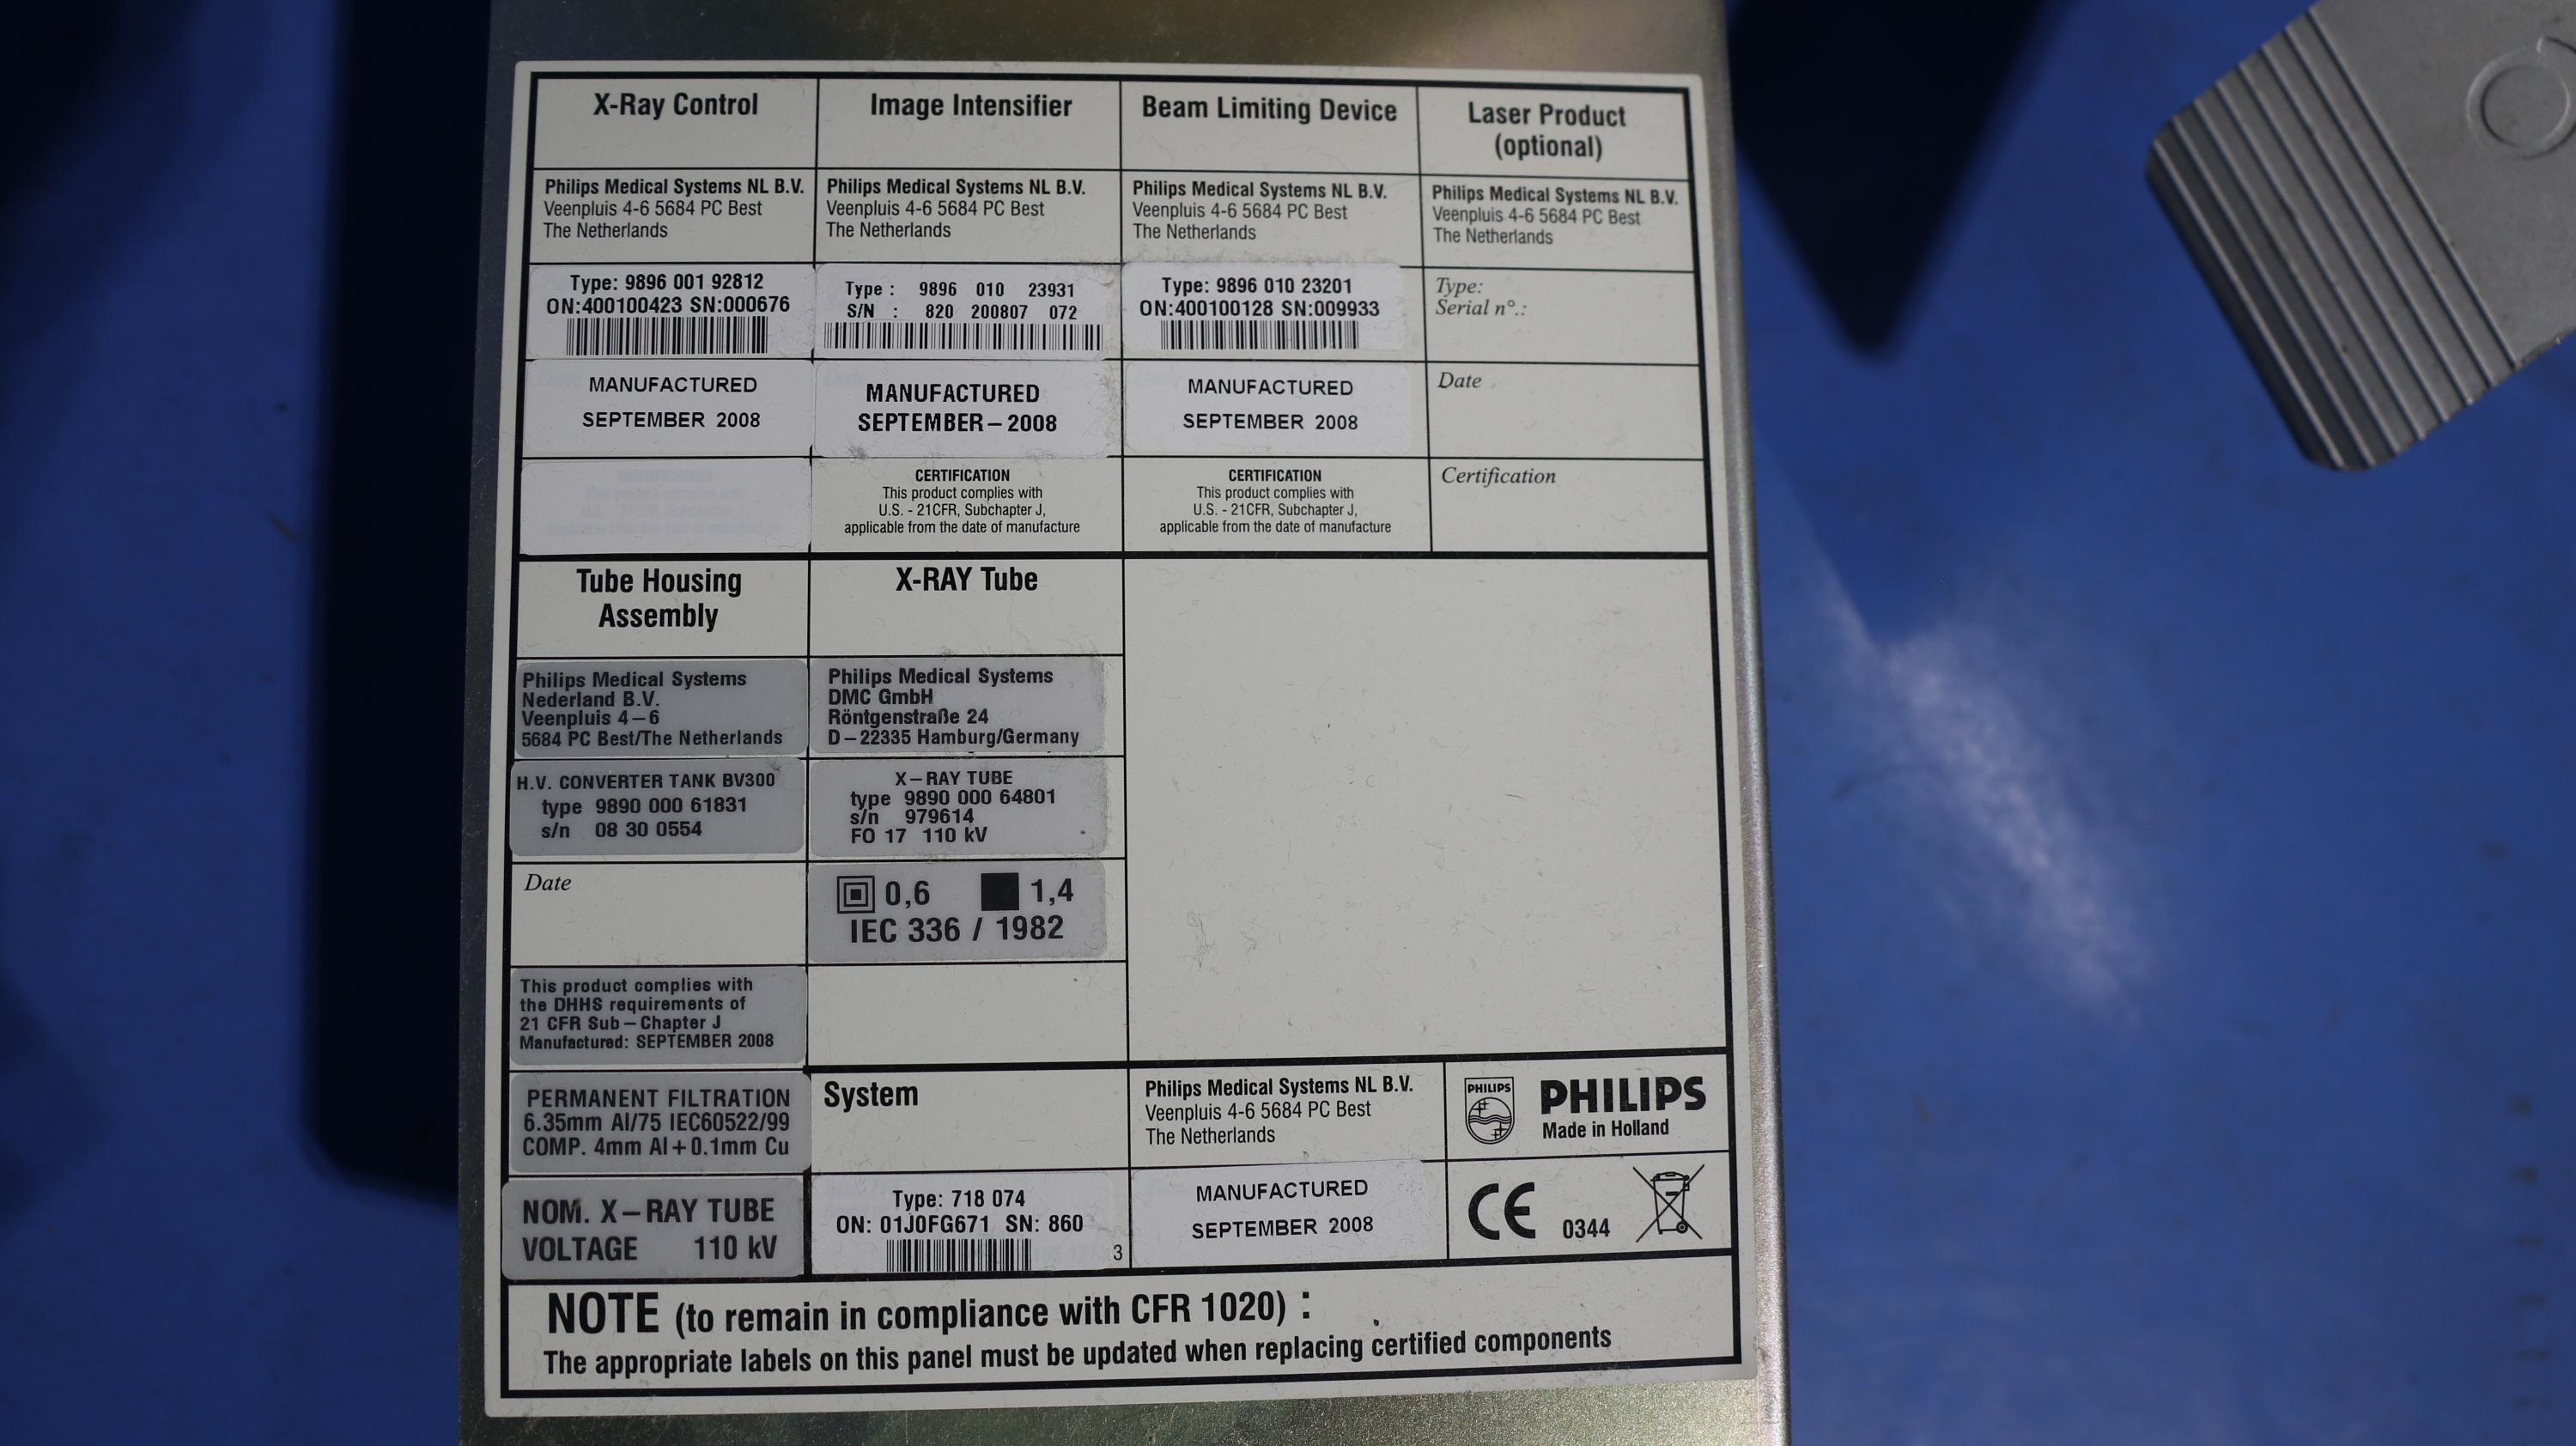 X-Ray Control
Philips Medical Systems NL B.V.
Veenpluis 4-6 5684 PC Best
The Netherlands
Type: 9896 001 92812
ON:400100423 SN:000676
MANUFACTURED
SEPTEMBER 2008
Image Intensifier
Philips Medical Systems NL B.V.
Veenpluis 4-6 5684 PC Best
The Netherlands
Type : 9896 010 23931
S/N : 820 200807 072
MANUFACTURED
SEPTEMBER – 2008
CERTIFICATION
This product complies with
U.S. - 21CFR, Subchapter J,
applicable from the date of manufacture
Beam Limiting Device
Philips Medical Systems NL B.V.
Veenpluis 4-6 5684 PC Best
The Netherlands
Type: 9896 010 23201
ON:400100128 SN:009933
MANUFACTURED
SEPTEMBER 2008
CERTIFICATION
This product complies with
U.S. - 21CFR, Subchapter J,
applicable from the date of manufacture
Laser Product
(optional)
Philips Medical Systems NL B.V.
Veenpluis 4-6 5684 PC Best
The Netherlands
Type:
Serial n°.:
Date
Certification
Tube Housing
Assembly
Philips Medical Systems
Nederland B.V.
Veenpluis 4 – 6
5684 PC Best/The Netherlands
H.V. CONVERTER TANK BV300
type 9890 000 61831
s/n 08 30 0554
Date
This product complies with
the DHHS requirements of
21 CFR Sub – Chapter J
Manufactured: SEPTEMBER 2008
PERMANENT FILTRATION
6.35mm Al/75 IEC60522/99
COMP. 4mm Al + 0.1mm Cu
NOM. X – RAY TUBE
VOLTAGE 110 kV
X-RAY Tube
Philips Medical Systems
DMC GmbH
Röntgenstraße 24
D – 22335 Hamburg/Germany
X – RAY TUBE
type 9890 000 64801
s/n 979614
FO 17 110 kV
0,6 1,4
IEC 336 / 1982
System
Type: 718 074
ON: 01J0FG671 SN: 860
3
Philips Medical Systems NL B.V.
Veenpluis 4-6 5684 PC Best
The Netherlands
MANUFACTURED
SEPTEMBER 2008
PHILIPS
PHILIPS
Made in Holland
CE 0344
NOTE (to remain in compliance with CFR 1020) :
The appropriate labels on this panel must be updated when replacing certified components